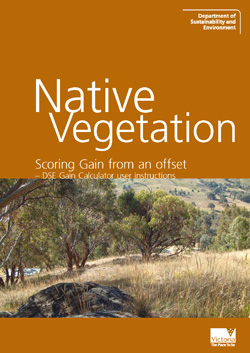 Department of
Sustainability and
Environment
Native
Vegetation
Scoring Gain from an offset
– DSE Gain Calculator user instructions
Victoria
The Place To Be